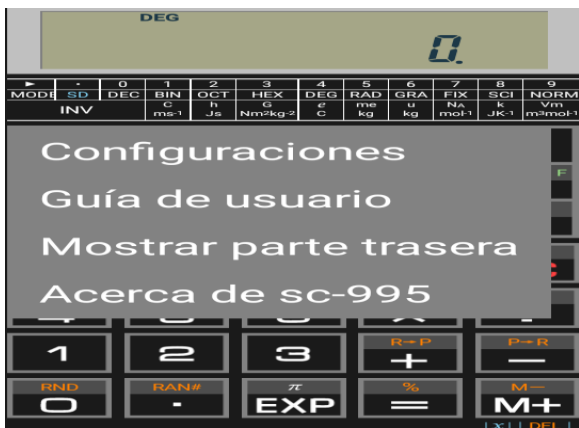 DEG
0.
► · 0 1 2 3 4 5 6 7 8 9
MODE SD DEC BIN OCT HEX DEG RAD GRA FIX SCI NORM
INV C h G e me u NA k Vm
ms-1 Js Nm²kg-2 C kg kg mol-1 JK-1 m³mol-1
Configuraciones
F
Guía de usuario
Mostrar parte trasera
Acerca de sc-995
R→P P→R
1 2 3 + −
RND RAN# π % M−
0 · EXP = M+
|x| DEL